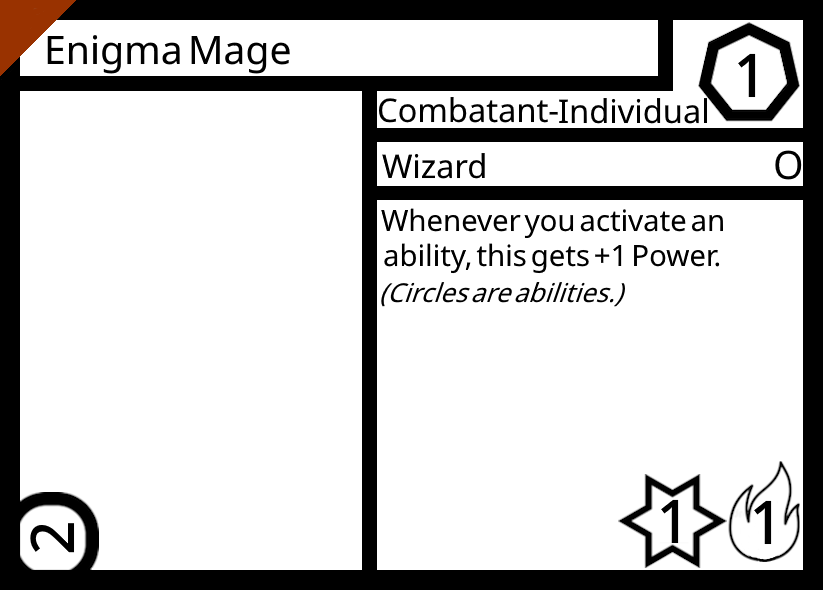 Enigma Mage
1
Combatant-Individual
Wizard O
Whenever you activate an
ability, this gets +1 Power.
(Circles are abilities.)
2
1 1